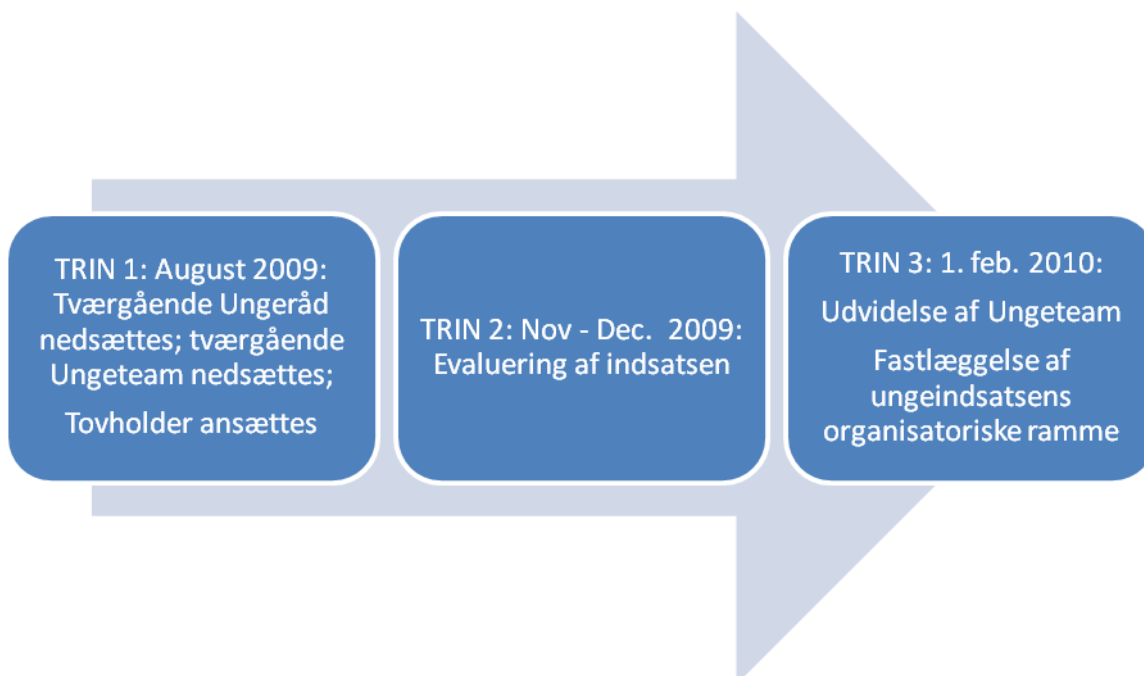 TRIN 1: August 2009:
Tværgående Ungeråd
nedsættes; tværgående
Ungeteam nedsættes;
Tovholder ansættes
TRIN 2: Nov - Dec. 2009:
Evaluering af indsatsen
TRIN 3: 1. feb. 2010:
Udvidelse af Ungeteam
Fastlæggelse af
ungeindsatsens
organisatoriske ramme